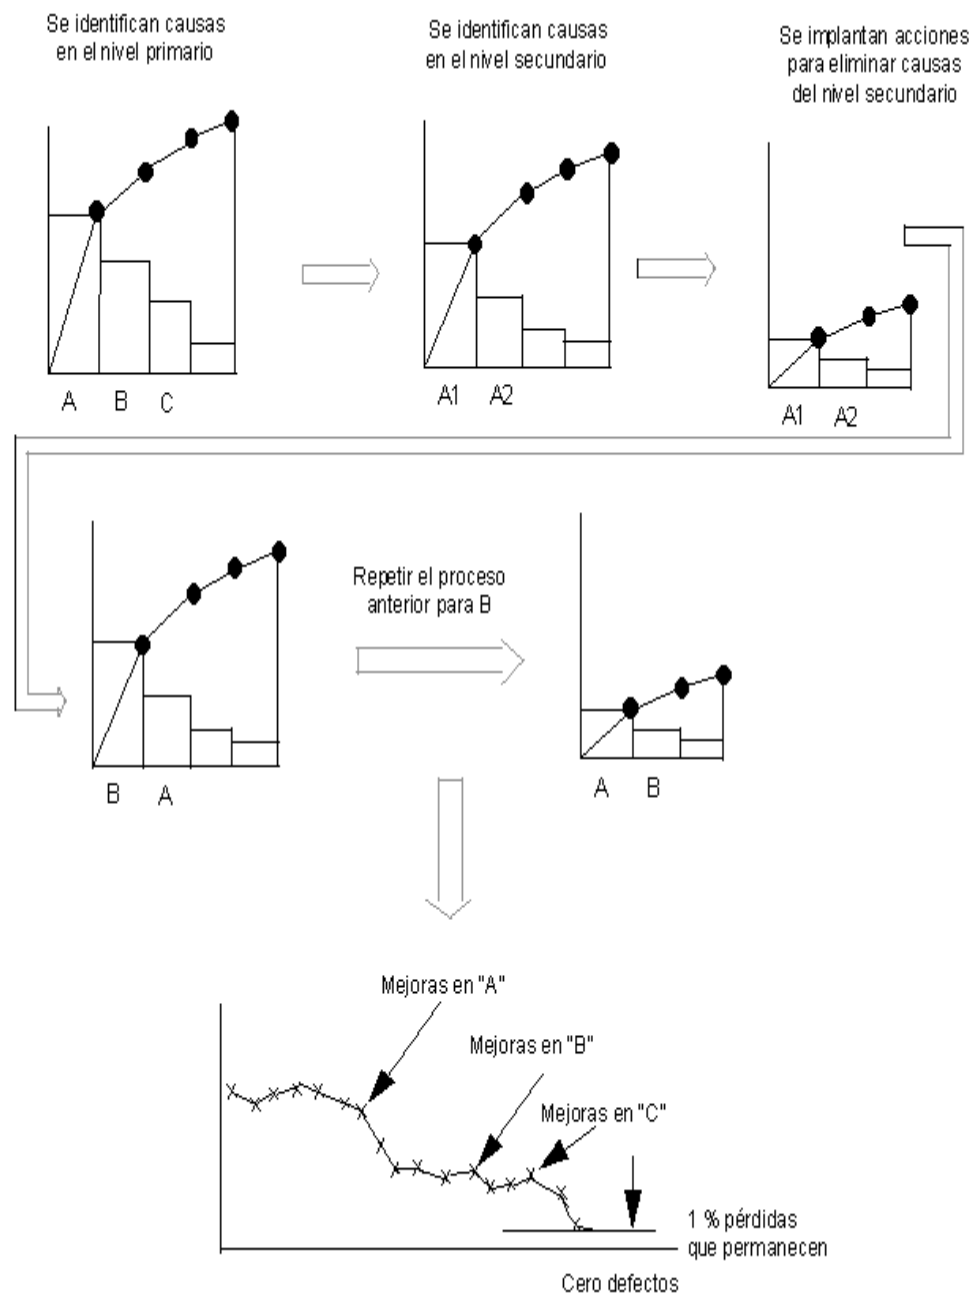 Se identifican causas
en el nivel primario
Se identifican causas
en el nivel secundario
Se implantan acciones
para eliminar causas
del nivel secundario
A B C
A1 A2
A1 A2
Repetir el proceso
anterior para B
B A
A B
Mejoras en "A"
Mejoras en "B"
Mejoras en "C"
1 % pérdidas
que permanecen
Cero defectos